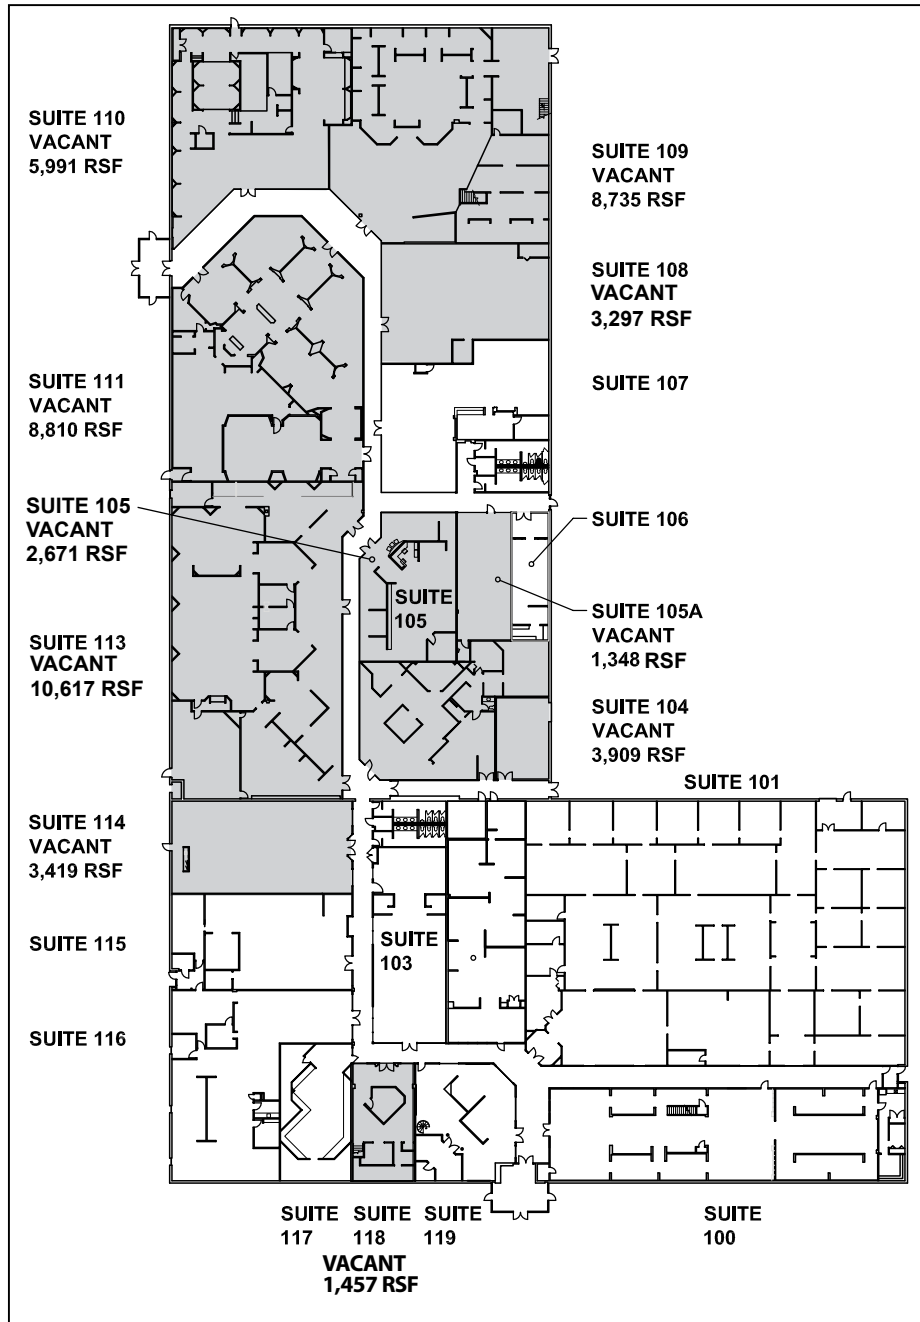 SUITE 110
VACANT
5,991 RSF
SUITE 109
VACANT
8,735 RSF
SUITE 108
VACANT
3,297 RSF
SUITE 111
VACANT
8,810 RSF
SUITE 107
SUITE 105
VACANT
2,671 RSF
SUITE 106
SUITE
105
SUITE 105A
VACANT
1,348 RSF
SUITE 113
VACANT
10,617 RSF
SUITE 104
VACANT
3,909 RSF
SUITE 101
SUITE 114
VACANT
3,419 RSF
SUITE 115
SUITE
103
SUITE 116
SUITE
117
SUITE
118
VACANT
1,457 RSF
SUITE
119
SUITE
100